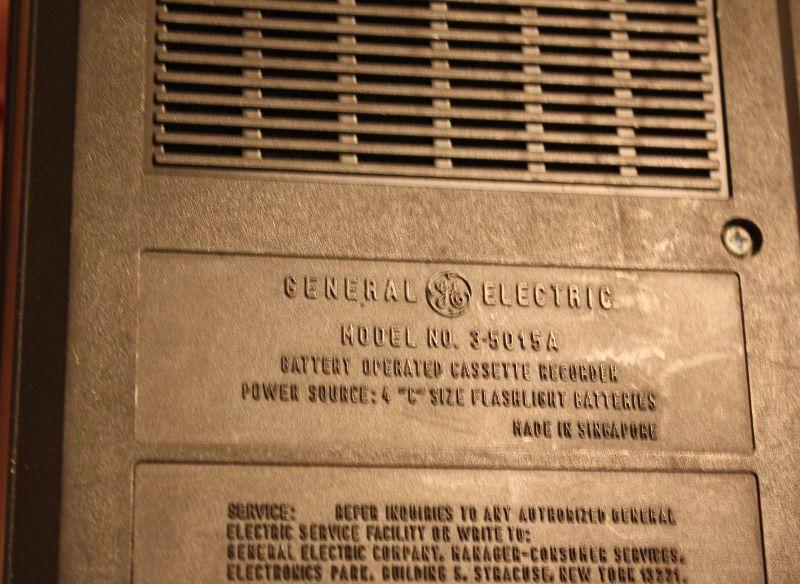 GENERAL GE ELECTRIC
MODEL NO. 3-5015A
BATTERY OPERATED CASSETTE RECORDER
POWER SOURCE: 4 "C" SIZE FLASHLIGHT BATTERIES
MADE IN SINGAPORE
SERVICE: REFER INQUIRIES TO ANY AUTHORIZED GENERAL
ELECTRIC SERVICE FACILITY OR WRITE TO:
GENERAL ELECTRIC COMPANY, MANAGER-CONSUMER SERVICES,
ELECTRONICS PARK, BUILDING 5, SYRACUSE, NEW YORK 13221